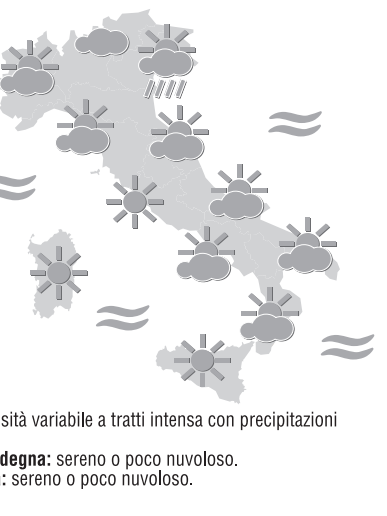 sità variabile a tratti intensa con precipitazioni
degna: sereno o poco nuvoloso.
: sereno o poco nuvoloso.